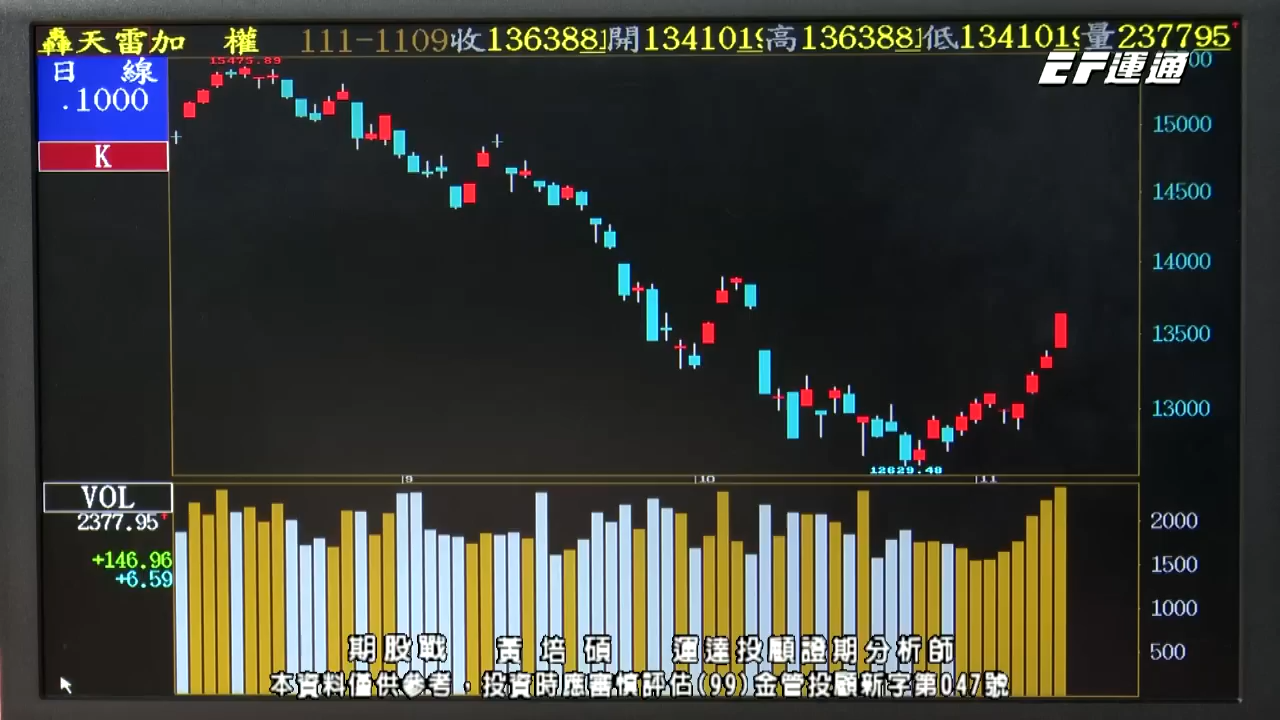 轟天雷加 權 111-1109收136388開134101高136388低134101量237795
EF運通
日 線
.1000
K
15475.89
15000
14500
14000
13500
13000
12629.48
9 10 11
VOL
2377.95
+146.96
+6.59
2000
1500
1000
500
期股戰 黃培碩 運達投顧證期分析師
本資料僅供參考,投資時應審慎評估(99)金管投顧新字第047號